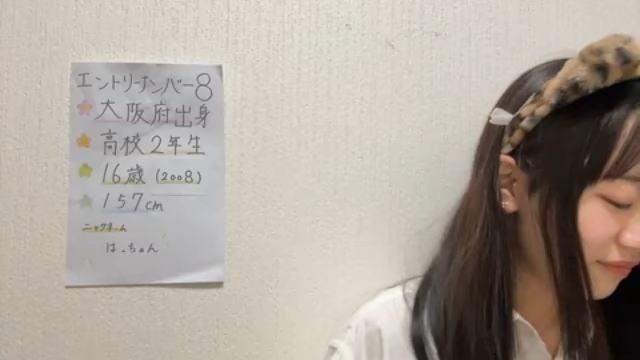 エントリーナンバー8
大阪府出身
高校2年生
16歳 (2008)
157cm
ニックネーム
はーちゃん